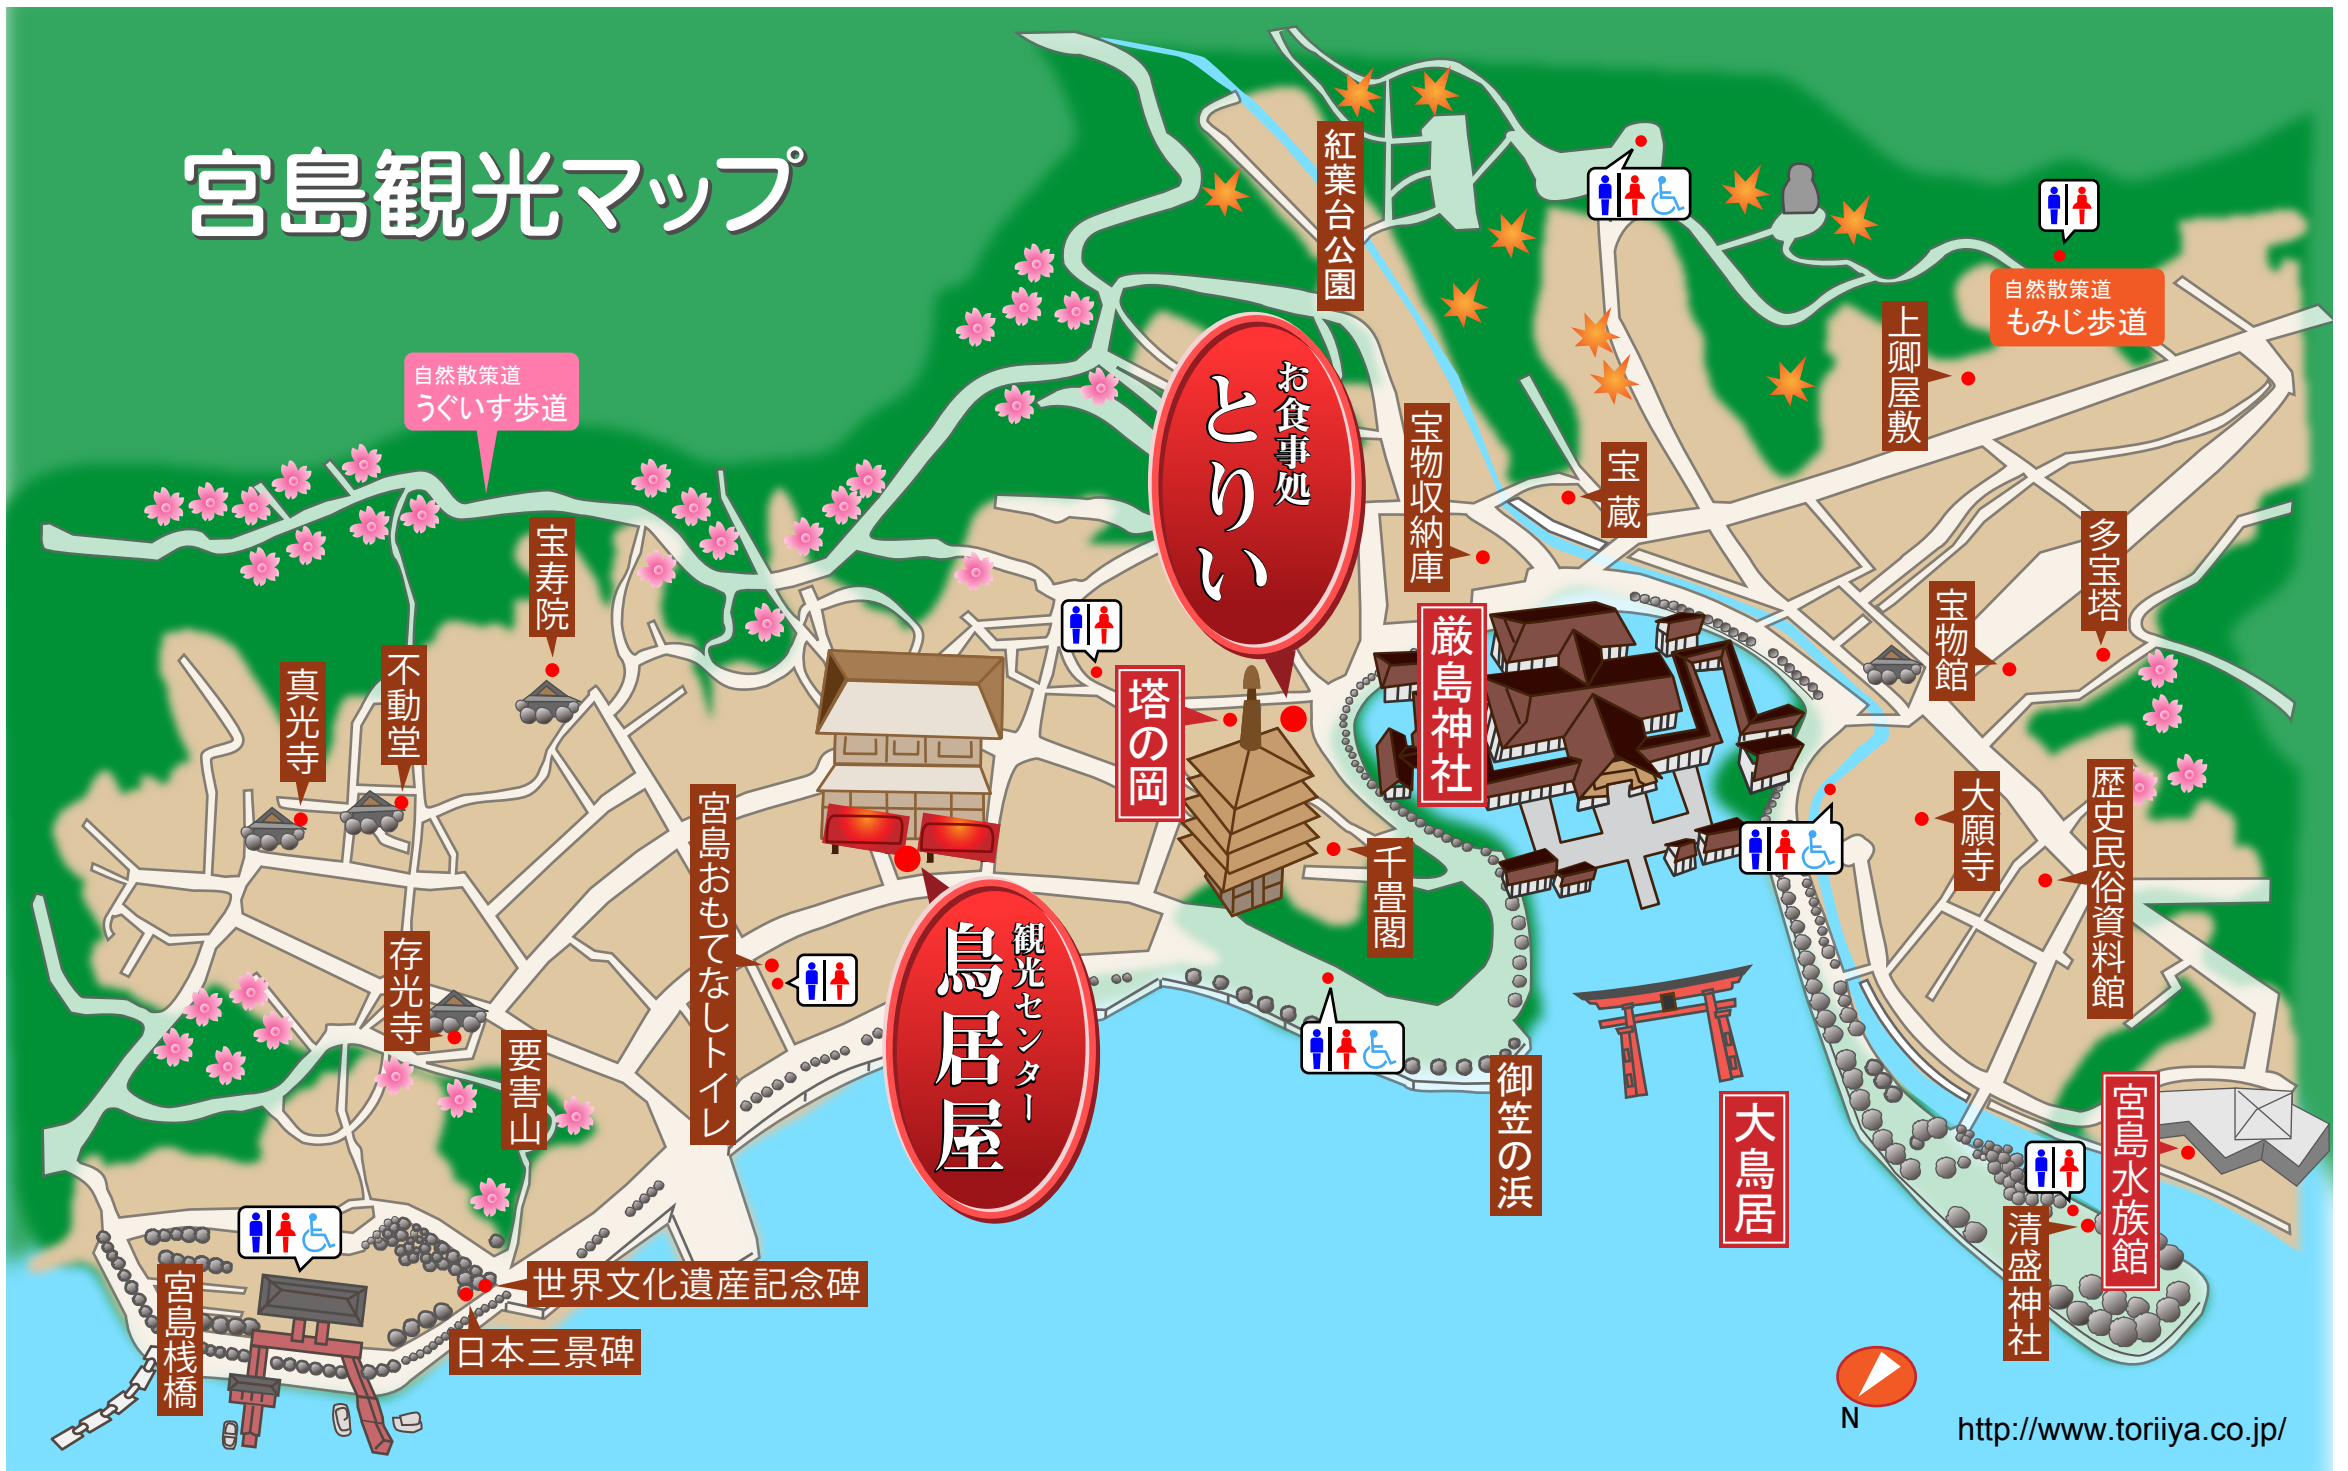 宮島観光マップ
紅葉台公園
自然散策道
もみじ歩道
上卿屋敷
自然散策道
うぐいす歩道
お食事処
とりい
宝物収納庫
宝蔵
多宝塔
宝物館
宝寿院
不動堂
真光寺
厳島神社
塔の岡
大願寺
歴史民俗資料館
宮島おもてなしトイレ
千畳閣
観光センター
鳥居屋
存光寺
要害山
御笠の浜
大鳥居
宮島水族館
清盛神社
世界文化遺産記念碑
日本三景碑
宮島桟橋
N
http://www.toriiya.co.jp/